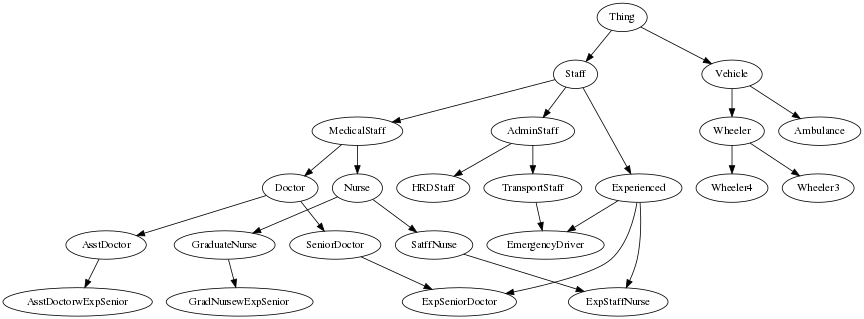 Thing
Staff
Vehicle
MedicalStaff
AdminStaff
Wheeler
Ambulance
Doctor
Nurse
HRDStaff
TransportStaff
Experienced
Wheeler4
Wheeler3
AsstDoctor
GraduateNurse
SeniorDoctor
SatffNurse
EmergencyDriver
AsstDoctorwExpSenior
GradNursewExpSenior
ExpSeniorDoctor
ExpStaffNurse